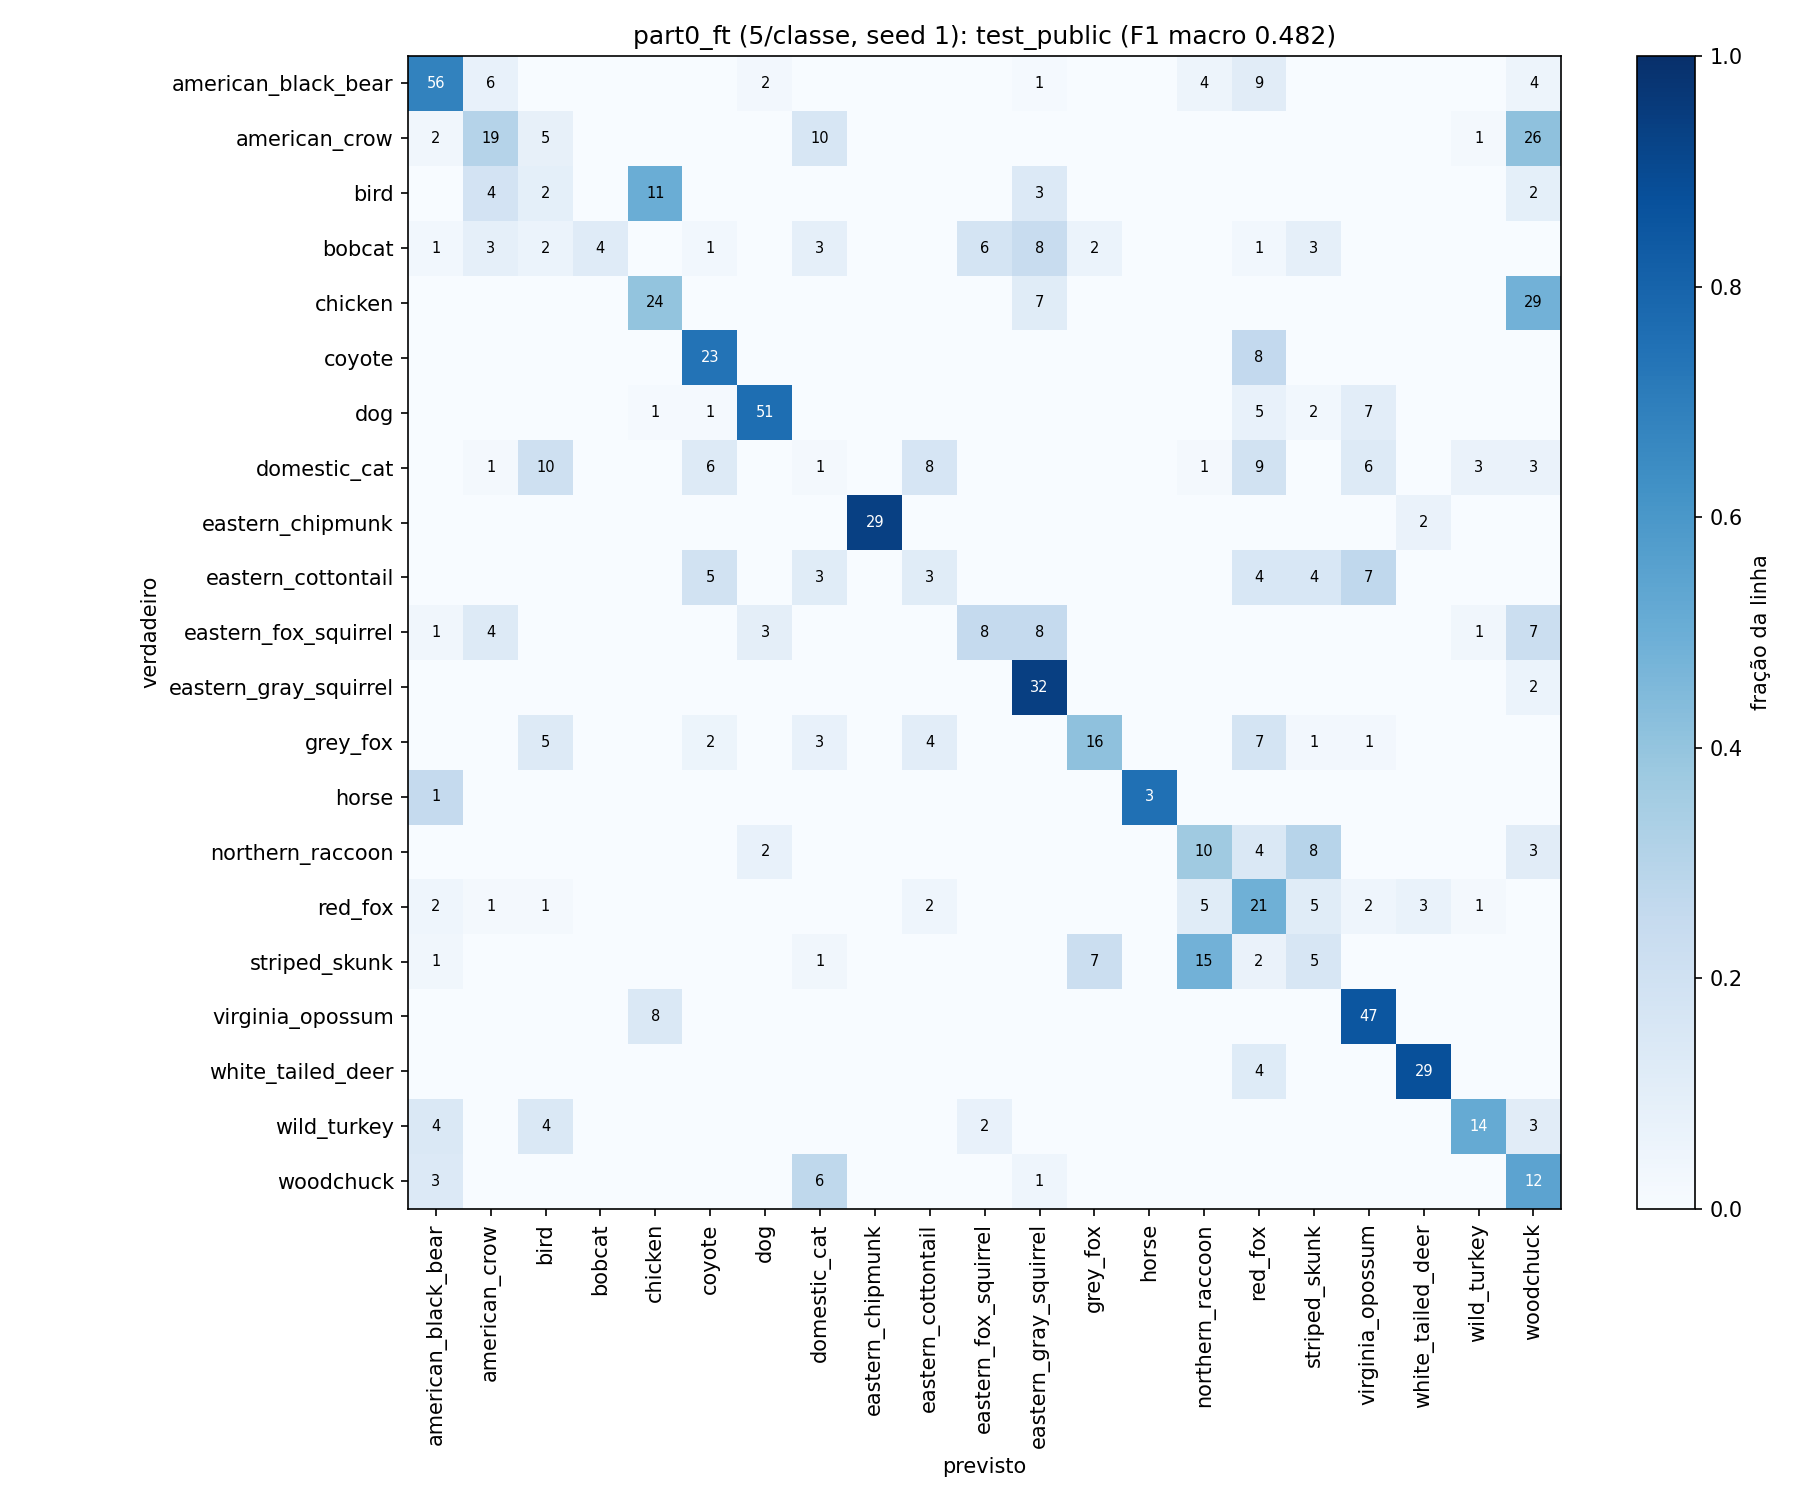 part0_ft (5/classe, seed 1): test_public (F1 macro 0.482)
american_black_bear 56 6 2 1 4 9 4
american_crow 2 19 5 10 1 26
bird 4 2 11 3 2
bobcat 1 3 2 4 1 3 6 8 2 1 3
chicken 24 7 29
coyote 23 8
dog 1 1 51 5 2 7
domestic_cat 1 10 6 1 8 1 9 6 3 3
eastern_chipmunk 29 2
eastern_cottontail 5 3 3 4 4 7
eastern_fox_squirrel 1 4 3 8 8 1 7
eastern_gray_squirrel 32 2
grey_fox 5 2 3 4 16 7 1 1
horse 1 3
northern_raccoon 2 10 4 8 3
red_fox 2 1 1 2 5 21 5 2 3 1
striped_skunk 1 1 7 15 2 5
virginia_opossum 8 47
white_tailed_deer 4 29
wild_turkey 4 4 2 14 3
woodchuck 3 6 1 12
verdadeiro
american_black_bear
american_crow
bird
bobcat
chicken
coyote
dog
domestic_cat
eastern_chipmunk
eastern_cottontail
eastern_fox_squirrel
eastern_gray_squirrel
grey_fox
horse
northern_raccoon
red_fox
striped_skunk
virginia_opossum
white_tailed_deer
wild_turkey
woodchuck
previsto
1.0
0.8
0.6
0.4
0.2
0.0
fração da linha